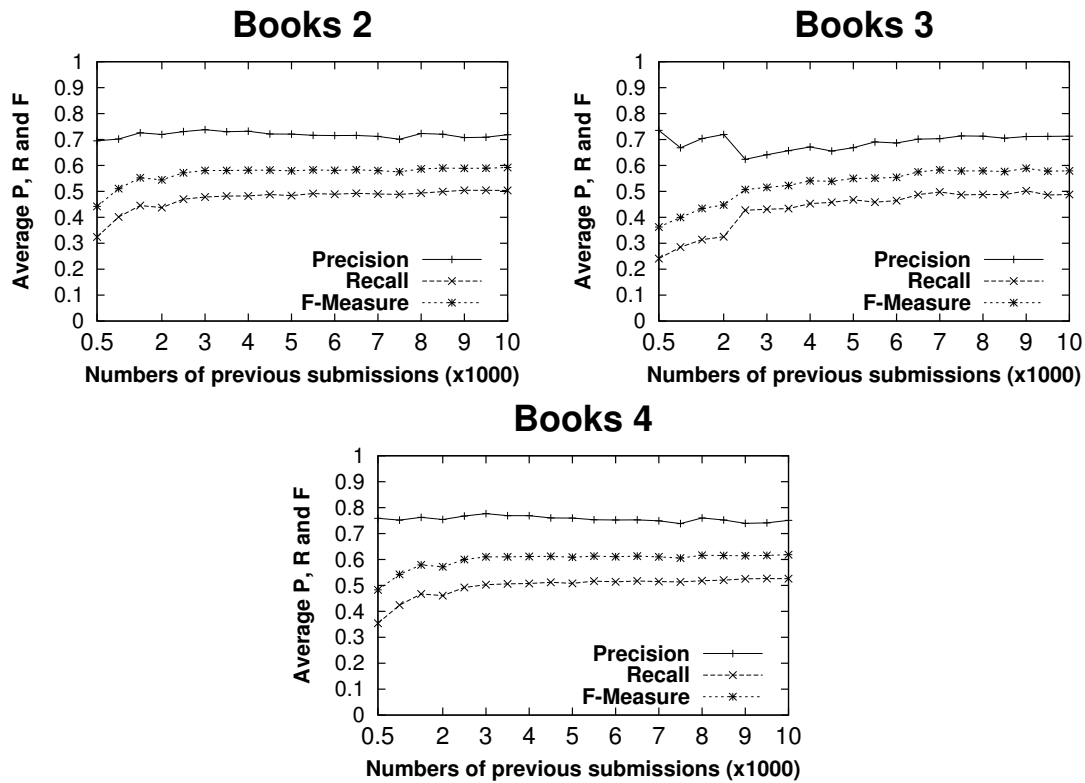 Books 2
Average P, R and F
1
0.9
0.8
0.7
0.6
0.5
0.4
0.3
0.2
0.1
0
Precision
Recall
F-Measure
0.5 2 3 4 5 6 7 8 9 10
Numbers of previous submissions (x1000)
Books 3
Average P, R and F
1
0.9
0.8
0.7
0.6
0.5
0.4
0.3
0.2
0.1
0
Precision
Recall
F-Measure
0.5 2 3 4 5 6 7 8 9 10
Numbers of previous submissions (x1000)
Books 4
Average P, R and F
1
0.9
0.8
0.7
0.6
0.5
0.4
0.3
0.2
0.1
0
Precision
Recall
F-Measure
0.5 2 3 4 5 6 7 8 9 10
Numbers of previous submissions (x1000)